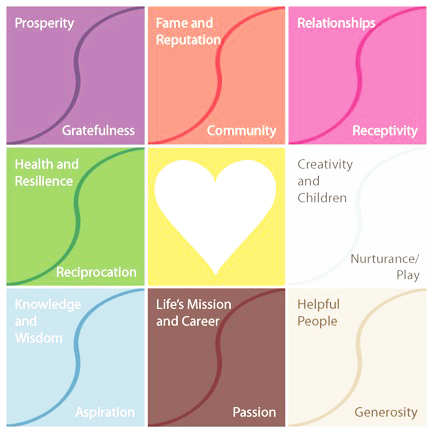 Prosperity
Gratefulness
Fame and
Reputation
Community
Relationships
Receptivity
Health and
Resilience
Reciprocation
Creativity
and
Children
Nurturance/
Play
Knowledge
and
Wisdom
Aspiration
Life's Mission
and Career
Passion
Helpful
People
Generosity